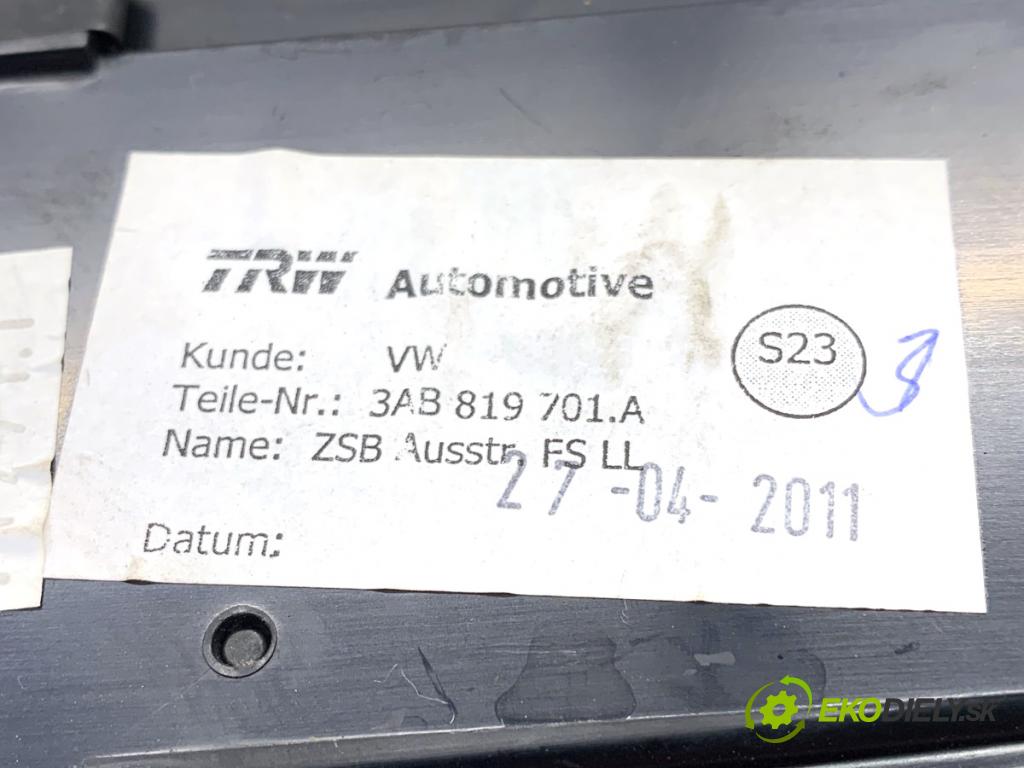 TRW Automotive
S23
Kunde: VW
Teile-Nr.: 3AB 819 701.A
Name: ZSB Ausstr. FS LL
27-04-2011
Datum:
EKODIELY.SK